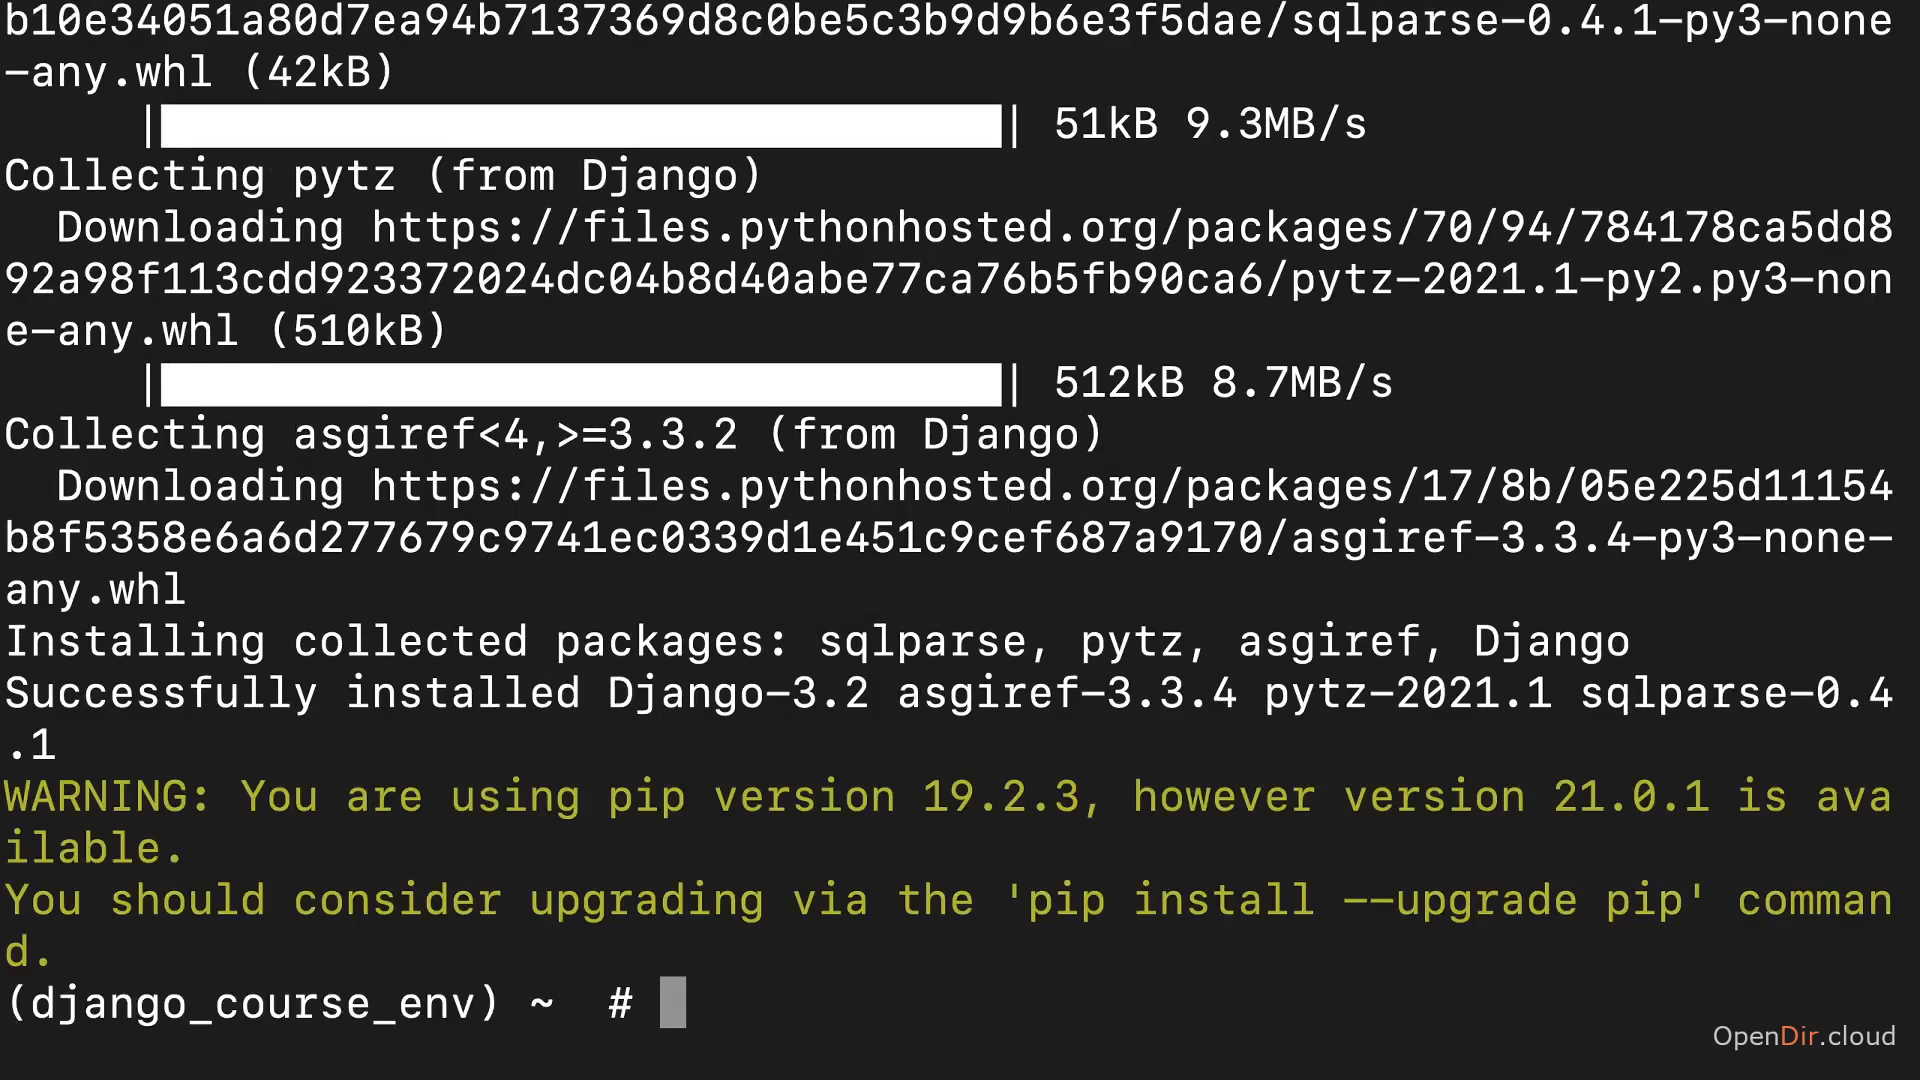 b10e34051a80d7ea94b7137369d8c0be5c3b9d9b6e3f5dae/sqlparse-0.4.1-py3-none
-any.whl (42kB)
|| 51kB 9.3MB/s
Collecting pytz (from Django)
Downloading https://files.pythonhosted.org/packages/70/94/784178ca5dd8
92a98f113cdd923372024dc04b8d40abe77ca76b5fb90ca6/pytz-2021.1-py2.py3-non
e-any.whl (510kB)
|| 512kB 8.7MB/s
Collecting asgiref<4,>=3.3.2 (from Django)
Downloading https://files.pythonhosted.org/packages/17/8b/05e225d11154
b8f5358e6a6d277679c9741ec0339d1e451c9cef687a9170/asgiref-3.3.4-py3-none-
any.whl
Installing collected packages: sqlparse, pytz, asgiref, Django
Successfully installed Django-3.2 asgiref-3.3.4 pytz-2021.1 sqlparse-0.4
.1
WARNING: You are using pip version 19.2.3, however version 21.0.1 is ava
ilable.
You should consider upgrading via the 'pip install --upgrade pip' comman
d.
(django_course_env) ~  #
OpenDir.cloud